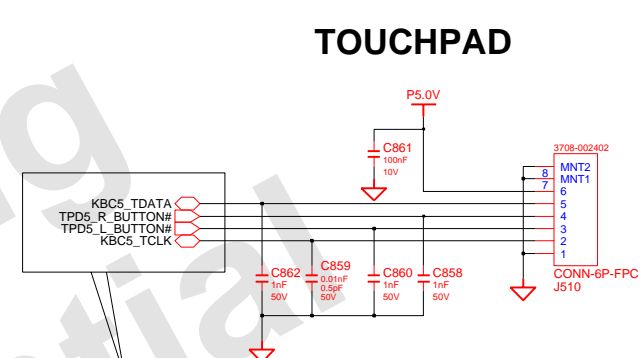 TOUCHPAD
P5.0V
C861
100nF
10V
3708-002402
MNT2
8
MNT1
7
6
5
4
3
2
1
CONN-6P-FPC
J510
KBC5_TDATA
TPD5_R_BUTTON#
TPD5_L_BUTTON#
KBC5_TCLK
C862
1nF
50V
C859
0.01nF
0.5pF
50V
C860
1nF
50V
C858
1nF
50V